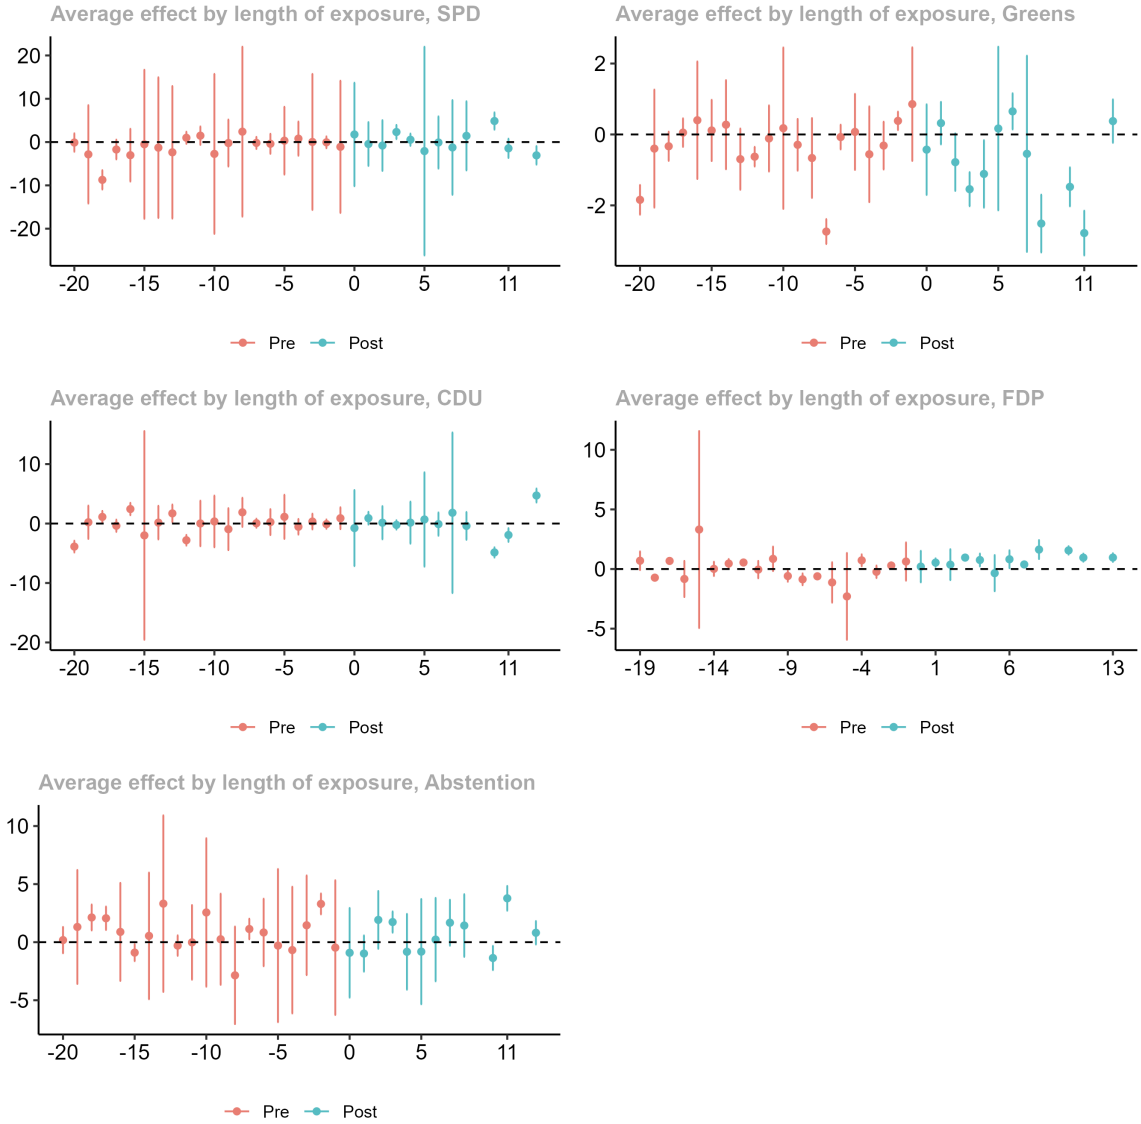 Average effect by length of exposure, SPD
20
10
0
-10
-20
-20 -15 -10 -5 0 5 11
Pre Post
Average effect by length of exposure, Greens
2
0
-2
-20 -15 -10 -5 0 5 11
Pre Post
Average effect by length of exposure, CDU
10
0
-10
-20
-20 -15 -10 -5 0 5 11
Pre Post
Average effect by length of exposure, FDP
10
5
0
-5
-19 -14 -9 -4 1 6 13
Pre Post
Average effect by length of exposure, Abstention
10
5
0
-5
-20 -15 -10 -5 0 5 11
Pre Post